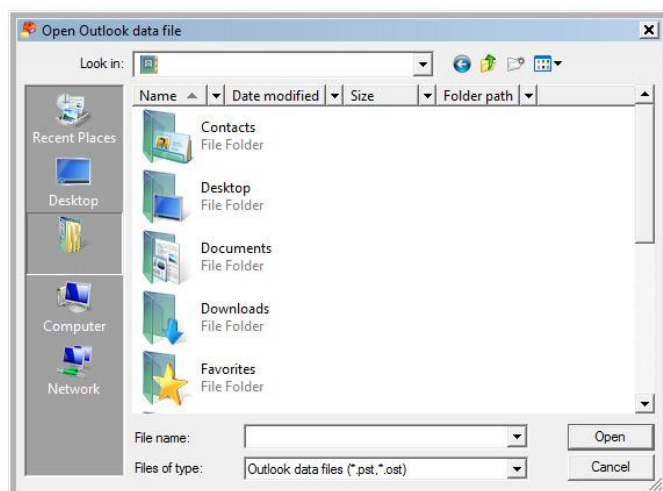 Open Outlook data file
Look in:
Name Date modified Size Folder path
Recent Places
Desktop
Computer
Network
Contacts
File Folder
Desktop
File Folder
Documents
File Folder
Downloads
File Folder
Favorites
File Folder
File name:
Open
Files of type: Outlook data files (*.pst,*.ost)
Cancel